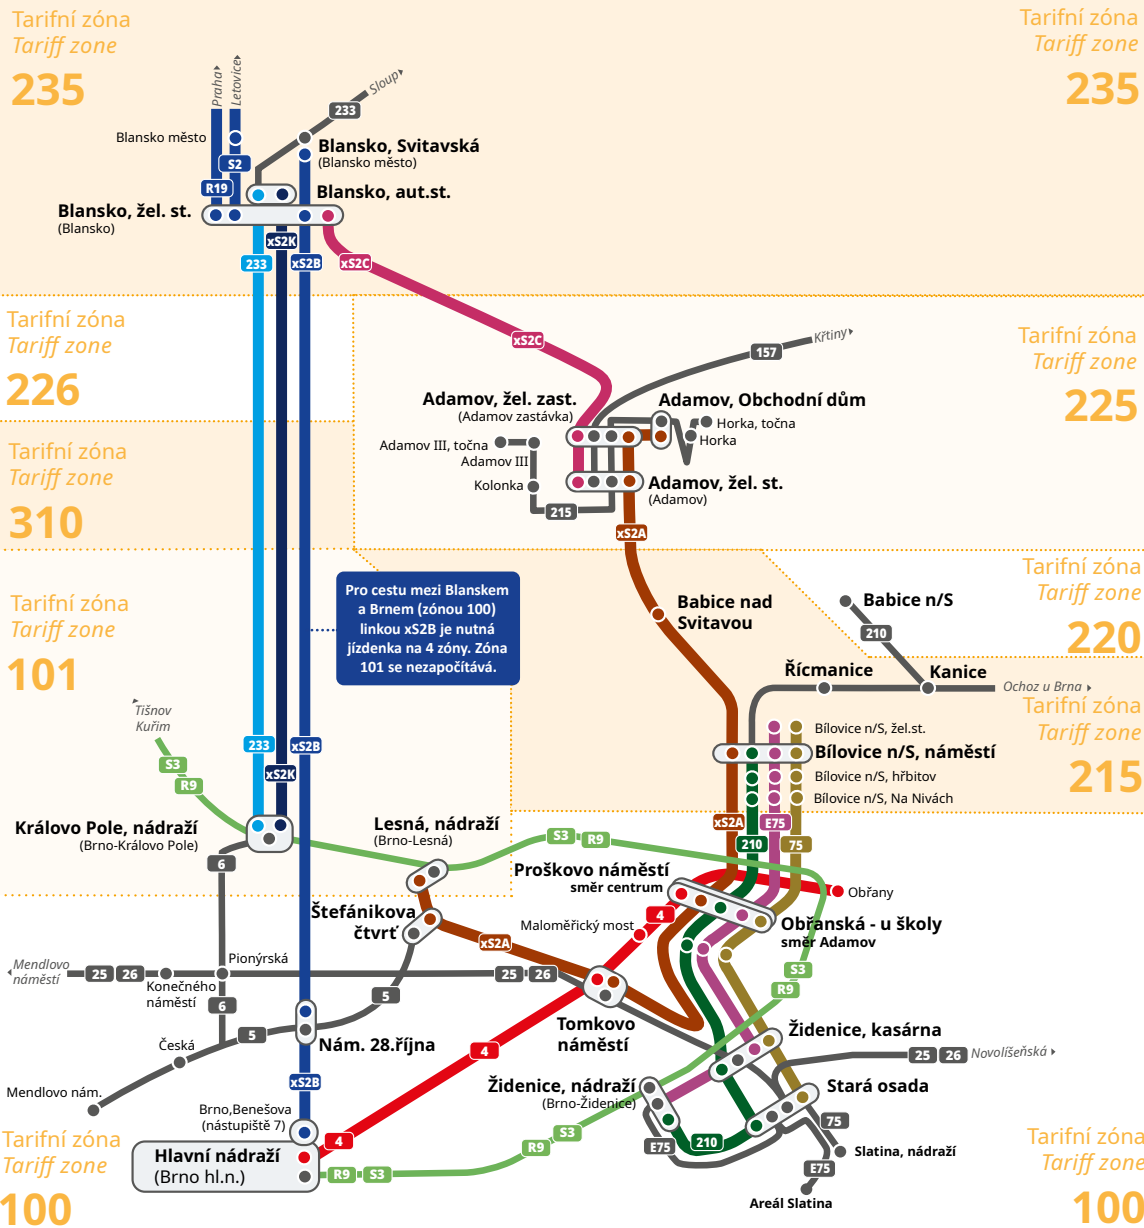 Tarifní zóna
Tariff zone
235
Tarifní zóna
Tariff zone
235
Praha
Letovice
Sloup
233
Blansko město
S2
R19
Blansko, Svitavská
(Blansko město)
Blansko, aut.st.
Blansko, žel. st.
(Blansko)
xS2K
233
xS2B
xS2C
Tarifní zóna
Tariff zone
226
xS2C
157
Křtiny
Tarifní zóna
Tariff zone
225
Adamov, žel. zast.
(Adamov zastávka)
Adamov, Obchodní dům
Horka, točna
Horka
Adamov III, točna
Adamov III
Kolonka
215
Adamov, žel. st.
(Adamov)
xS2A
Tarifní zóna
Tariff zone
310
Tarifní zóna
Tariff zone
101
Pro cestu mezi Blanskem
a Brnem (zónou 100)
linkou xS2B je nutná
jízdenka na 4 zóny. Zóna
101 se nezapočítává.
Babice nad
Svitavou
Tarifní zóna
Tariff zone
220
Babice n/S
210
Řícmanice
Kanice
Ochoz u Brna
Tarifní zóna
Tariff zone
215
Tišnov
Kuřim
S3
R9
233
xS2B
xS2K
Bílovice n/S, žel.st.
Bílovice n/S, náměstí
Bílovice n/S, hřbitov
Bílovice n/S, Na Nivách
xS2A
E75
210
75
Královo Pole, nádraží
(Brno-Královo Pole)
6
Lesná, nádraží
(Brno-Lesná)
S3
R9
Proškovo náměstí
směr centrum
Obřany
Štefánikova
čtvrť
Maloměřický most
4
Obřanská - u školy
směr Adamov
xS2A
Mendlovo
náměstí
25
26
Pionýrská
Konečného
náměstí
25
26
S3
R9
6
5
5
Tomkovo
náměstí
Nám. 28.října
4
Česká
Židenice, kasárna
25
26
Novolíšeňská
Mendlovo nám.
xS2B
Židenice, nádraží
(Brno-Židenice)
Stará osada
Brno,Benešova
(nástupiště 7)
4
S3
R9
E75
210
75
Slatina, nádraží
E75
Areál Slatina
Hlavní nádraží
(Brno hl.n.)
R9
S3
Tarifní zóna
Tariff zone
100
Tarifní zóna
Tariff zone
100